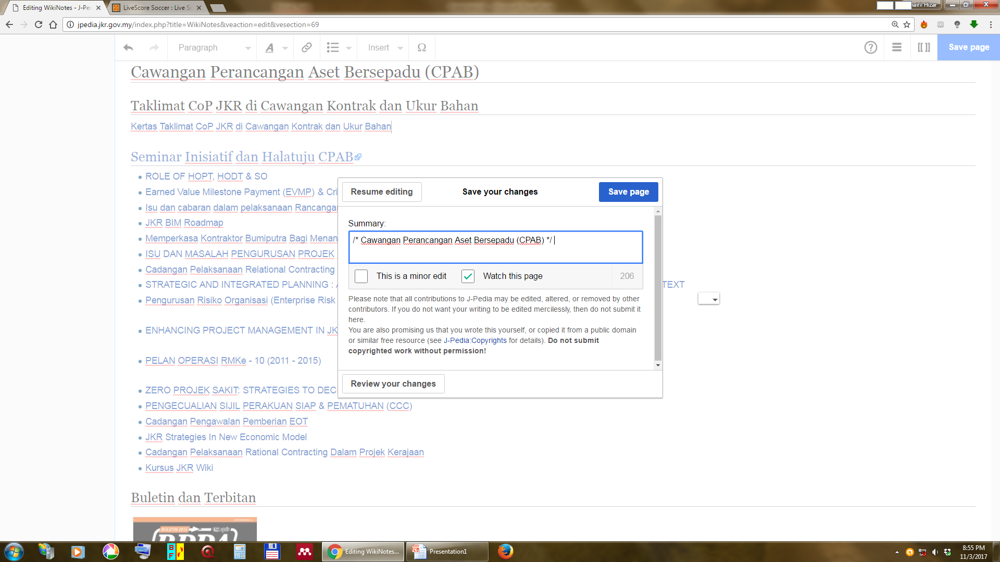 Editing WikiNotes - J-Pe
LiveScore Soccer : Live Sc
hairil Hizar
jpedia.jkr.gov.my/index.php?title=WikiNotes&veaction=edit&vesection=69
Paragraph
A
Insert
Ω
?
Save page
Cawangan Perancangan Aset Bersepadu (CPAB)
Taklimat CoP JKR di Cawangan Kontrak dan Ukur Bahan
Kertas Taklimat CoP JKR di Cawangan Kontrak dan Ukur Bahan
Seminar Inisiatif dan Halatuju CPAB
ROLE OF HOPT, HODT & SO
Earned Value Milestone Payment (EVMP) & Cri
Isu dan cabaran dalam pelaksanaan Rancangan
JKR BIM Roadmap
Memperkasa Kontraktor Bumiputra Bagi Menan
ISU DAN MASALAH PENGURUSAN PROJEK
Cadangan Pelaksanaan Relational Contracting
STRATEGIC AND INTEGRATED PLANNING : A
TEXT
Pengurusan Risiko Organisasi (Enterprise Risk
ENHANCING PROJECT MANAGEMENT IN JK
PELAN OPERASI RMKe - 10 (2011 - 2015)
ZERO PROJEK SAKIT: STRATEGIES TO DEC
PENGECUALIAN SIJIL PERAKUAN SIAP & PEMATUHAN (CCC)
Cadangan Pengawalan Pemberian EOT
JKR Strategies In New Economic Model
Cadangan Pelaksanaan Rational Contracting Dalam Projek Kerajaan
Kursus JKR Wiki
Resume editing
Save your changes
Save page
Summary:
/* Cawangan Perancangan Aset Bersepadu (CPAB) */
This is a minor edit
Watch this page
206
Please note that all contributions to J-Pedia may be edited, altered, or removed by other
contributors. If you do not want your writing to be edited mercilessly, then do not submit it
here.
You are also promising us that you wrote this yourself, or copied it from a public domain
or similar free resource (see J-Pedia:Copyrights for details). Do not submit
copyrighted work without permission!
Review your changes
Buletin dan Terbitan
BULETIN 2016
B
F
Editing WikiNotes...
Presentation1
8:55 PM
11/3/2017